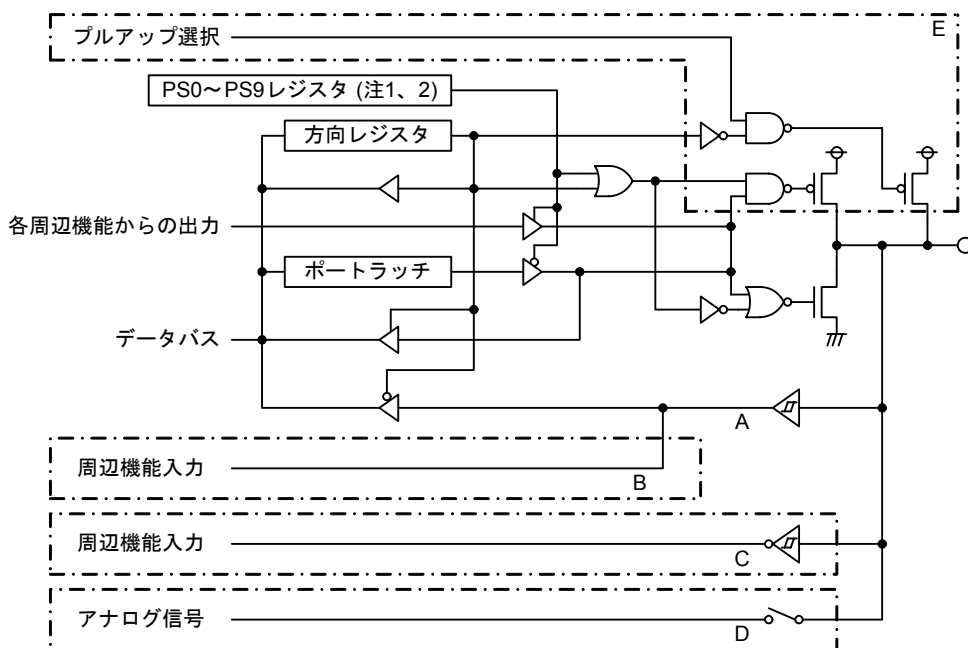 プルアップ選択
E
PS0～PS9レジスタ (注1、2)
方向レジスタ
各周辺機能からの出力
ポートラッチ
データバス
A
周辺機能入力
B
周辺機能入力
C
アナログ信号
D